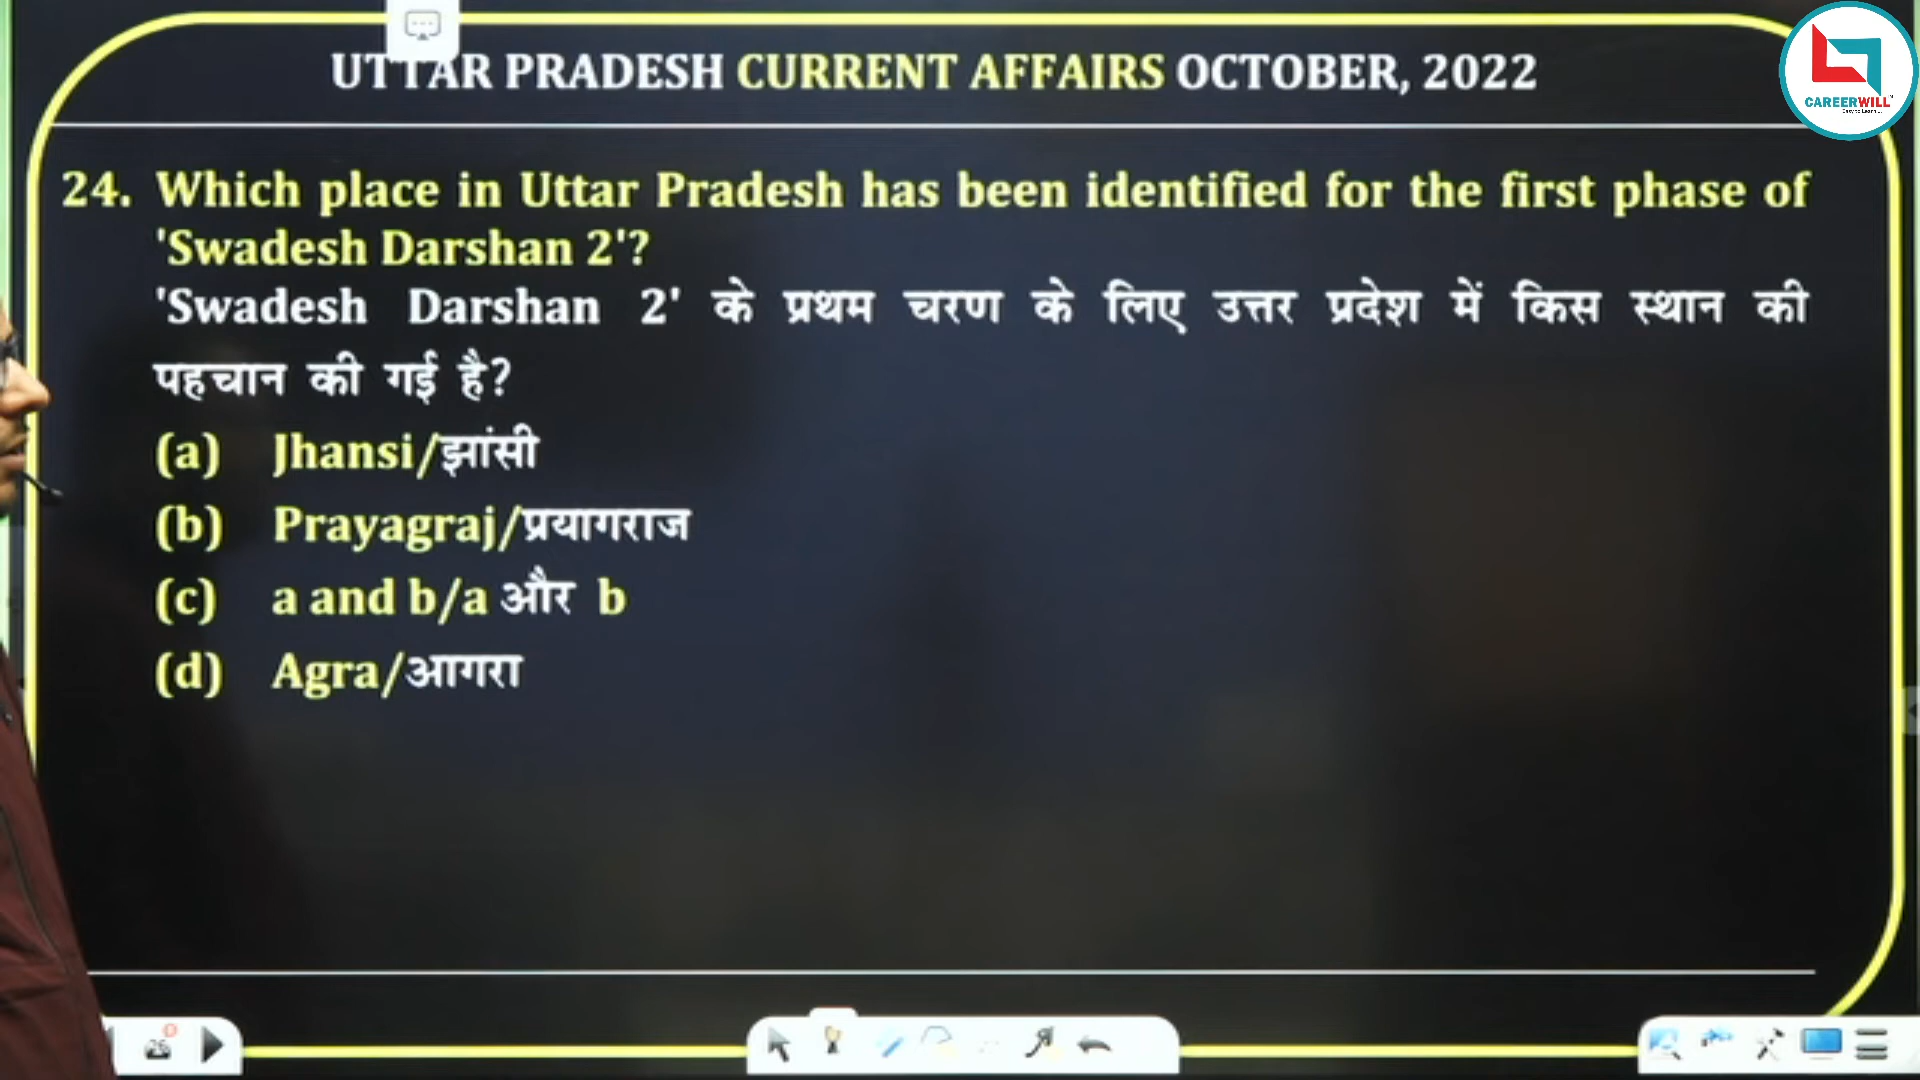 UTTAR PRADESH CURRENT AFFAIRS OCTOBER, 2022
CAREERWILL
24. Which place in Uttar Pradesh has been identified for the first phase of
'Swadesh Darshan 2'?
'Swadesh Darshan 2' के प्रथम चरण के लिए उत्तर प्रदेश में किस स्थान की
पहचान की गई है?
(a) Jhansi/झांसी
(b) Prayagraj/प्रयागराज
(c) a and b/a और b
(d) Agra/आगरा